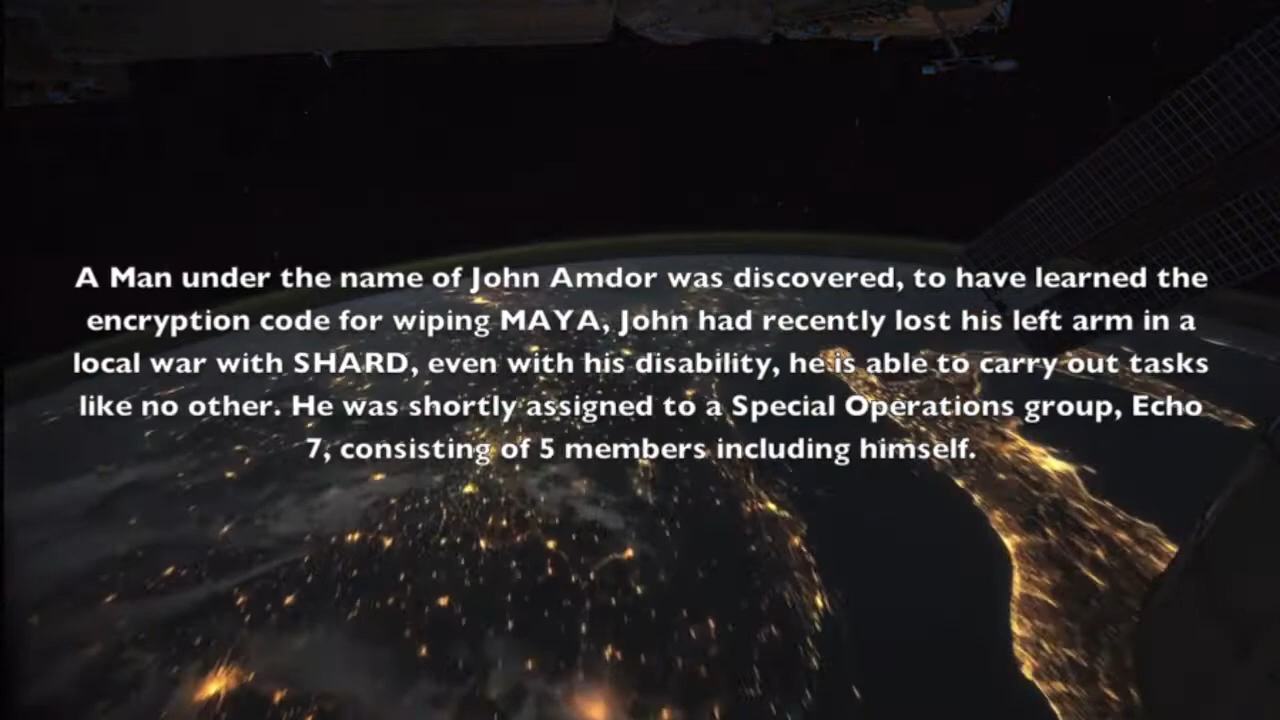 A Man under the name of John Amdor was discovered, to have learned the
encryption code for wiping MAYA, John had recently lost his left arm in a
local war with SHARD, even with his disability, he is able to carry out tasks
like no other. He was shortly assigned to a Special Operations group, Echo
7, consisting of 5 members including himself.